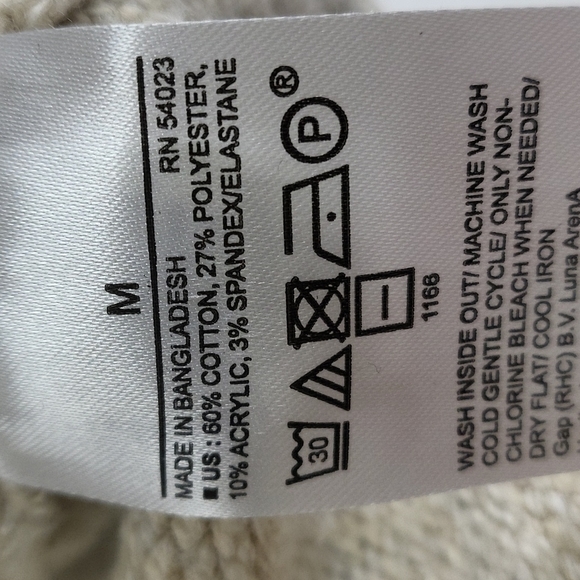 M
MADE IN BANGLADESH RN 54023
US : 60% COTTON, 27% POLYESTER,
10% ACRYLIC, 3% SPANDEX/ELASTANE
30 P ®
1166
WASH INSIDE OUT/ MACHINE WASH
COLD GENTLE CYCLE/ ONLY NON-
CHLORINE BLEACH WHEN NEEDED/
DRY FLAT/ COOL IRON
Gap (RHC) B.V. Luna ArenA